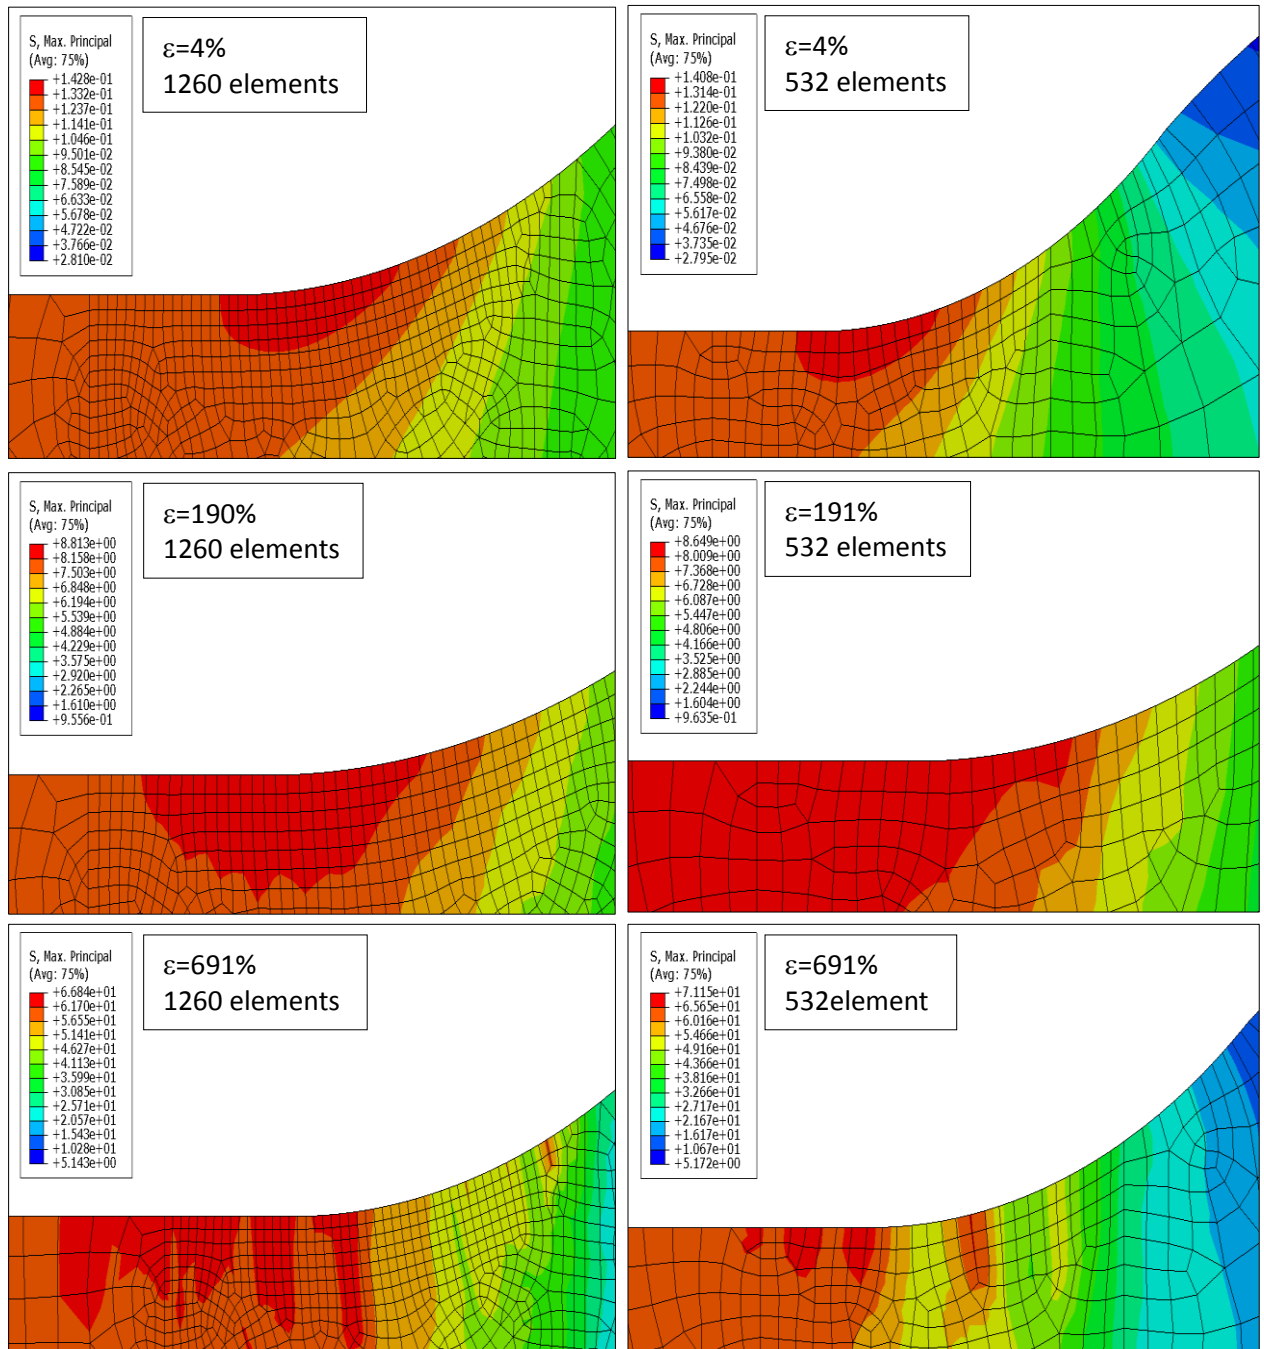 S, Max. Principal
(Avg: 75%)
+1.428e-01
+1.332e-01
+1.237e-01
+1.141e-01
+1.046e-01
+9.501e-02
+8.545e-02
+7.589e-02
+6.633e-02
+5.678e-02
+4.722e-02
+3.766e-02
+2.810e-02
ε=4%
1260 elements
S, Max. Principal
(Avg: 75%)
+1.408e-01
+1.314e-01
+1.220e-01
+1.126e-01
+1.032e-01
+9.380e-02
+8.439e-02
+7.498e-02
+6.558e-02
+5.617e-02
+4.676e-02
+3.735e-02
+2.795e-02
ε=4%
532 elements
S, Max. Principal
(Avg: 75%)
+8.813e+00
+8.158e+00
+7.503e+00
+6.848e+00
+6.194e+00
+5.539e+00
+4.884e+00
+4.229e+00
+3.575e+00
+2.920e+00
+2.265e+00
+1.610e+00
+9.556e-01
ε=190%
1260 elements
S, Max. Principal
(Avg: 75%)
+8.649e+00
+8.009e+00
+7.368e+00
+6.728e+00
+6.087e+00
+5.447e+00
+4.806e+00
+4.166e+00
+3.525e+00
+2.885e+00
+2.244e+00
+1.604e+00
+9.635e-01
ε=191%
532 elements
S, Max. Principal
(Avg: 75%)
+6.684e+01
+6.170e+01
+5.655e+01
+5.141e+01
+4.627e+01
+4.113e+01
+3.599e+01
+3.085e+01
+2.571e+01
+2.057e+01
+1.543e+01
+1.028e+01
+5.143e+00
ε=691%
1260 elements
S, Max. Principal
(Avg: 75%)
+7.115e+01
+6.565e+01
+6.016e+01
+5.466e+01
+4.916e+01
+4.366e+01
+3.816e+01
+3.266e+01
+2.717e+01
+2.167e+01
+1.617e+01
+1.067e+01
+5.172e+00
ε=691%
532element